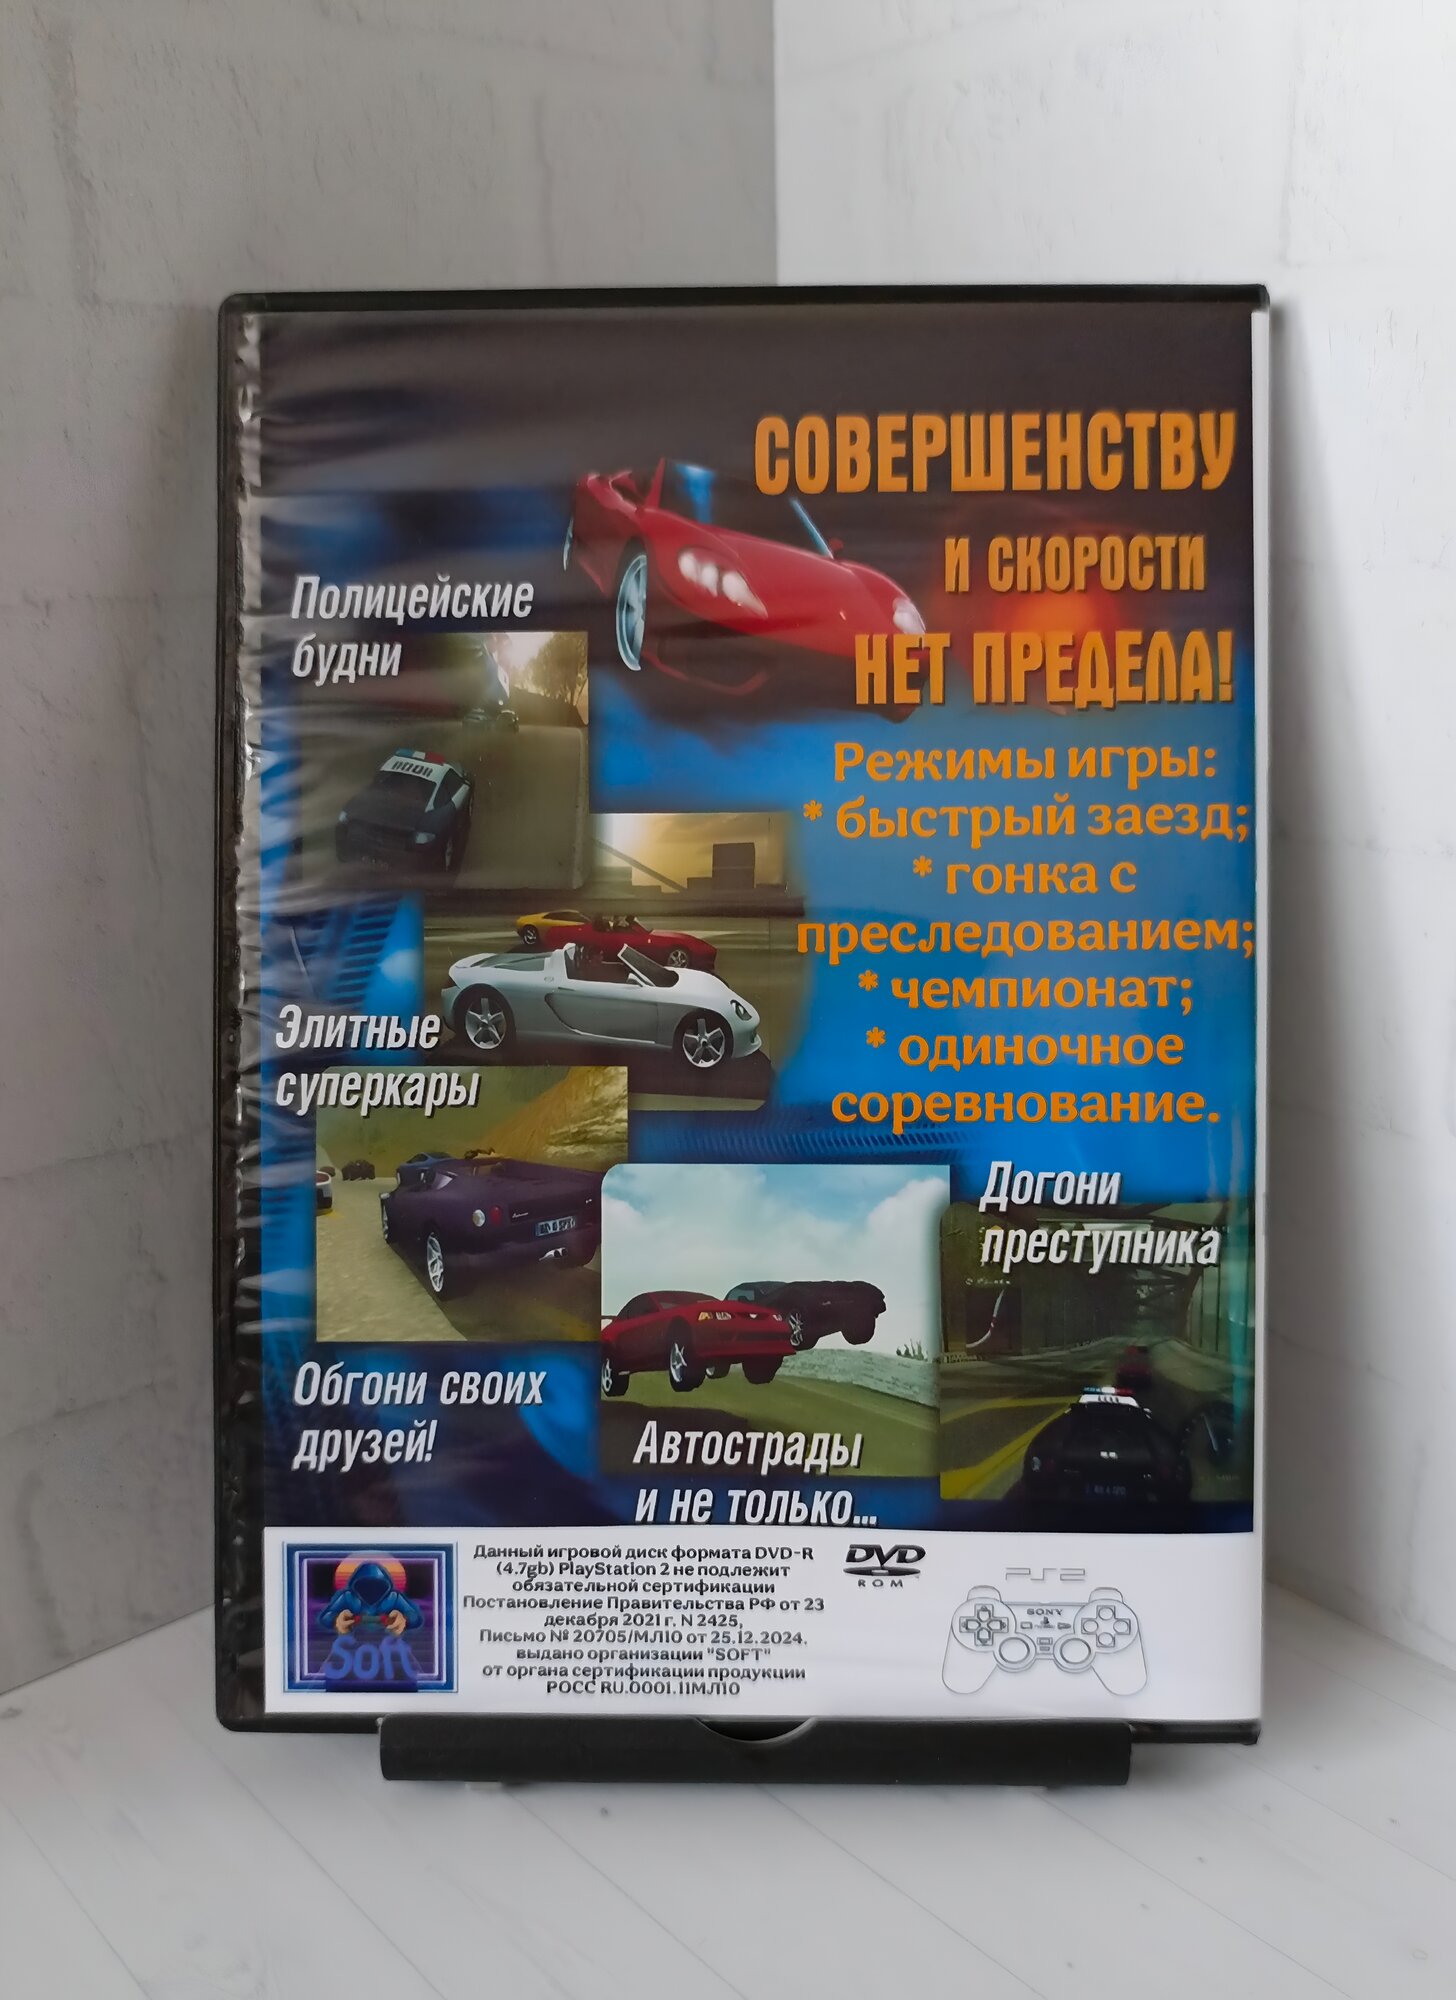 СОВЕРШЕНСТВУ
И СКОРОСТИ
НЕТ ПРЕДЕЛА!
Полицейские
будни
Режимы игры:
* быстрый заезд;
* гонка с
преследованием;
* чемпионат;
* одиночное
соревнование.
Элитные
суперкары
Догони
преступника
Обгони своих
друзей!
Автострады
и не только...
Soft
Данный игровой диск формата DVD-R
(4.7gb) PlayStation 2 не подлежит
обязательной сертификации
Постановление Правительства РФ от 23
декабря 2021 г. N 2425,
Письмо № 20705/МЛ10 от 25.12.2024.
выдано организации "SOFT"
от органа сертификации продукции
РОСС RU.0001.11МЛ10
DVD
ROM
PS2
SONY